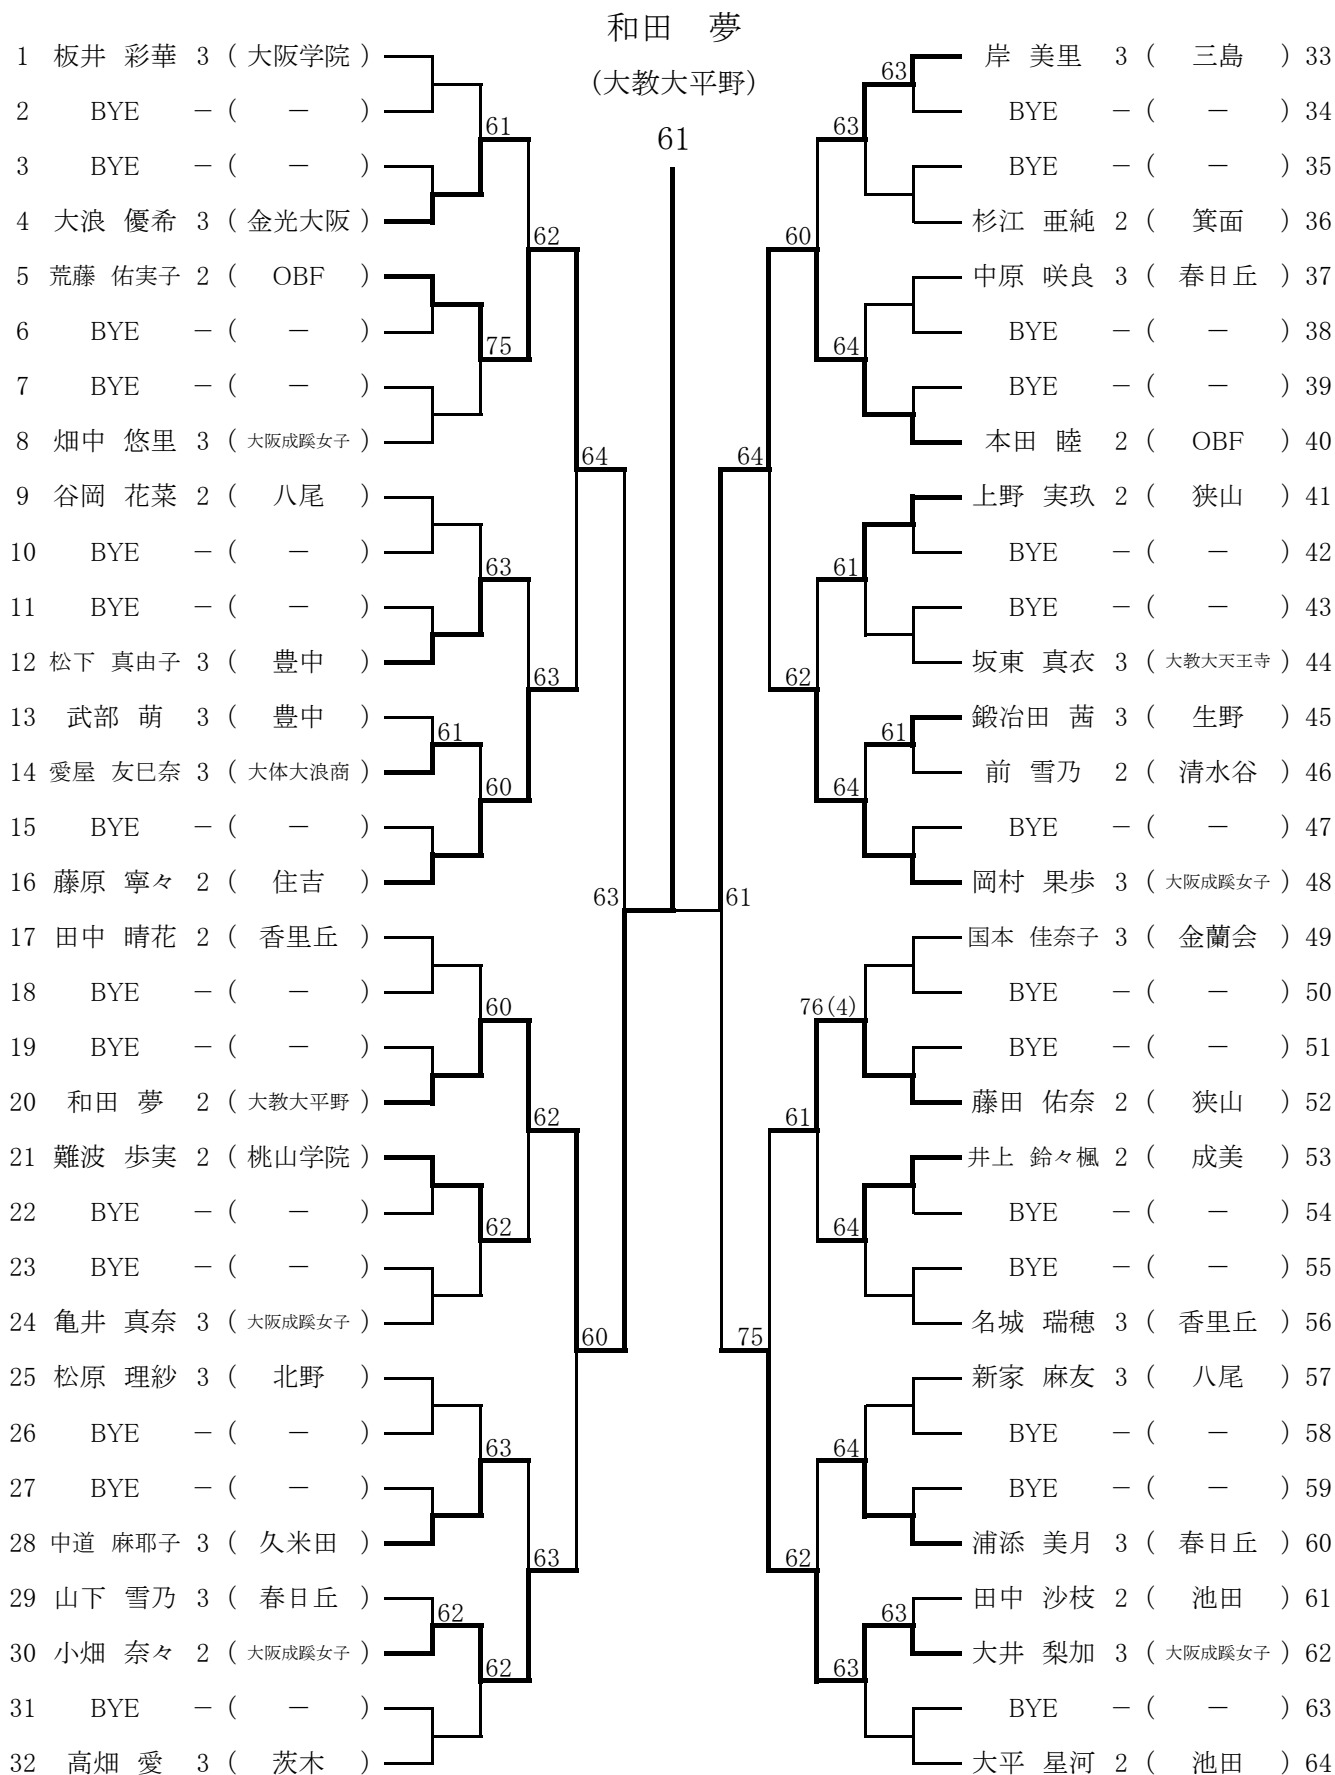 和田 夢
(大教大平野)
61
1 板井 彩華 3 ( 大阪学院 )
2 BYE － ( － )
61
3 BYE － ( － )
4 大浪 優希 3 ( 金光大阪 )
62
5 荒藤 佑実子 2 ( OBF )
6 BYE － ( － )
75
7 BYE － ( － )
8 畑中 悠里 3 ( 大阪成蹊女子 )
64
9 谷岡 花菜 2 ( 八尾 )
10 BYE － ( － )
63
11 BYE － ( － )
12 松下 真由子 3 ( 豊中 )
63
13 武部 萌 3 ( 豊中 )
61
14 愛屋 友巳奈 3 ( 大体大浪商 )
60
15 BYE － ( － )
16 藤原 寧々 2 ( 住吉 )
63
17 田中 晴花 2 ( 香里丘 )
18 BYE － ( － )
60
19 BYE － ( － )
20 和田 夢 2 ( 大教大平野 )
62
21 難波 歩実 2 ( 桃山学院 )
22 BYE － ( － )
62
23 BYE － ( － )
24 亀井 真奈 3 ( 大阪成蹊女子 )
60
25 松原 理紗 3 ( 北野 )
26 BYE － ( － )
63
27 BYE － ( － )
28 中道 麻耶子 3 ( 久米田 )
63
29 山下 雪乃 3 ( 春日丘 )
62
30 小畑 奈々 2 ( 大阪成蹊女子 )
62
31 BYE － ( － )
32 高畑 愛 3 ( 茨木 )
岸 美里 3 ( 三島 ) 33
63
BYE － ( － ) 34
63
BYE － ( － ) 35
杉江 亜純 2 ( 箕面 ) 36
60
中原 咲良 3 ( 春日丘 ) 37
BYE － ( － ) 38
64
BYE － ( － ) 39
本田 睦 2 ( OBF ) 40
64
上野 実玖 2 ( 狭山 ) 41
BYE － ( － ) 42
61
BYE － ( － ) 43
坂東 真衣 3 ( 大教大天王寺 ) 44
62
鍛冶田 茜 3 ( 生野 ) 45
61
前 雪乃 2 ( 清水谷 ) 46
64
BYE － ( － ) 47
岡村 果歩 3 ( 大阪成蹊女子 ) 48
61
国本 佳奈子 3 ( 金蘭会 ) 49
BYE － ( － ) 50
76(4)
BYE － ( － ) 51
藤田 佑奈 2 ( 狭山 ) 52
61
井上 鈴々楓 2 ( 成美 ) 53
BYE － ( － ) 54
64
BYE － ( － ) 55
名城 瑞穂 3 ( 香里丘 ) 56
75
新家 麻友 3 ( 八尾 ) 57
BYE － ( － ) 58
64
BYE － ( － ) 59
浦添 美月 3 ( 春日丘 ) 60
62
田中 沙枝 2 ( 池田 ) 61
63
大井 梨加 3 ( 大阪成蹊女子 ) 62
63
BYE － ( － ) 63
大平 星河 2 ( 池田 ) 64